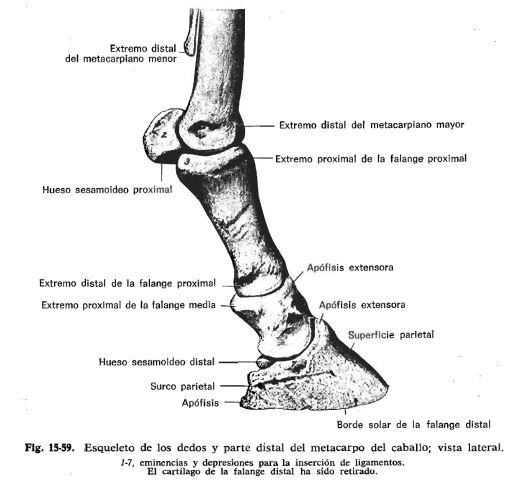 Extremo distal
del metacarpiano menor
Extremo distal del metacarpiano mayor
2
3
Extremo proximal de la falange proximal
Hueso sesamoideo proximal
Apófisis extensora
Extremo distal de la falange proximal
Extremo proximal de la falange media
Apófisis extensora
Superficie parietal
Hueso sesamoideo distal
Surco parietal
Apófisis
Borde solar de la falange distal
Fig. 15-59. Esqueleto de los dedos y parte distal del metacarpo del caballo; vista lateral.
1-7, eminencias y depresiones para la inserción de ligamentos.
El cartílago de la falange distal ha sido retirado.